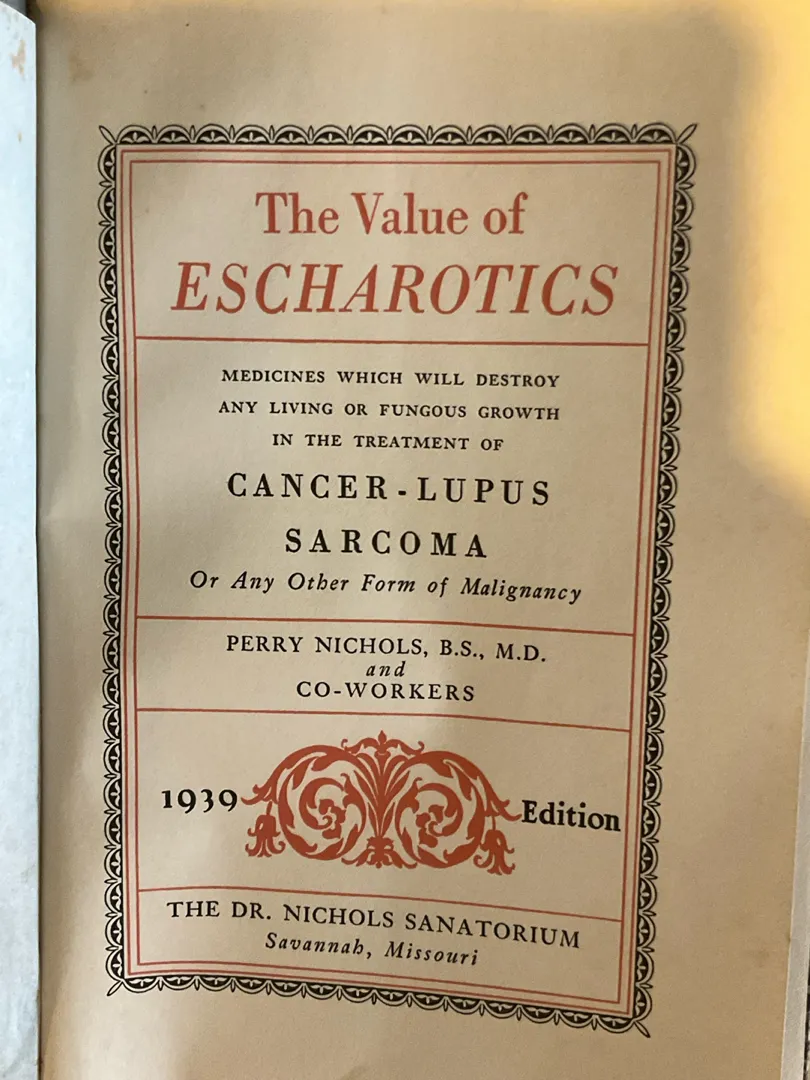 The Value of
ESCHAROTICS
MEDICINES WHICH WILL DESTROY
ANY LIVING OR FUNGOUS GROWTH
IN THE TREATMENT OF
CANCER-LUPUS
SARCOMA
Or Any Other Form of Malignancy
PERRY NICHOLS, B.S., M.D.
and
CO-WORKERS
1939 Edition
THE DR. NICHOLS SANATORIUM
Savannah, Missouri